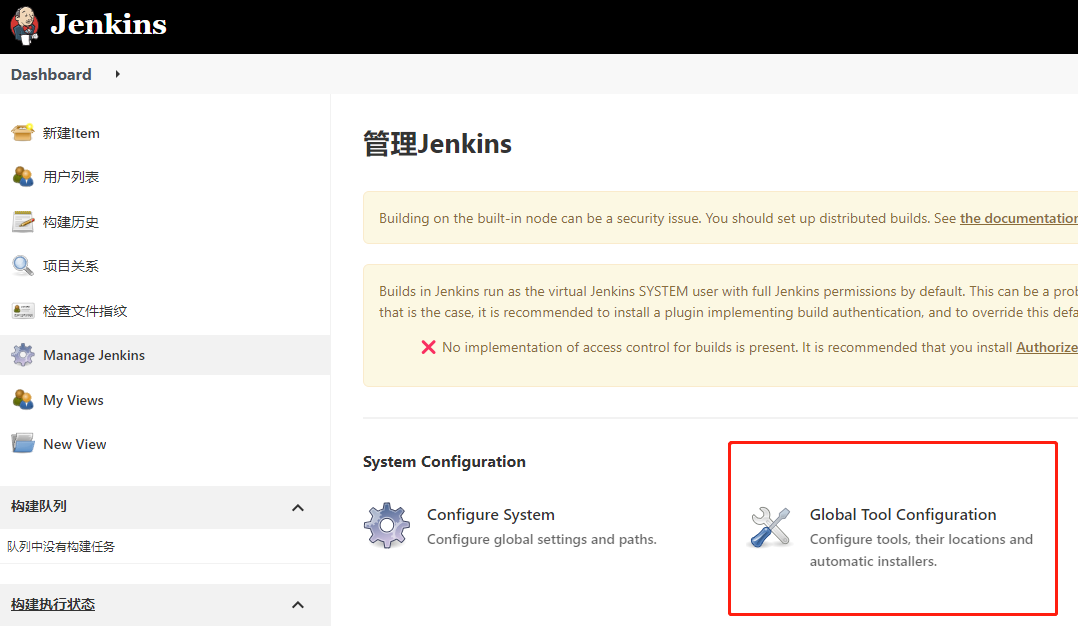 Jenkins
Dashboard
新建Item
用户列表
构建历史
项目关系
检查文件指纹
Manage Jenkins
My Views
New View
构建队列
队列中没有构建任务
构建执行状态
管理Jenkins
Building on the built-in node can be a security issue. You should set up distributed builds. See the documentation
Builds in Jenkins run as the virtual Jenkins SYSTEM user with full Jenkins permissions by default. This can be a prob
that is the case, it is recommended to install a plugin implementing build authentication, and to override this defa
No implementation of access control for builds is present. It is recommended that you install Authorize
System Configuration
Configure System
Configure global settings and paths.
Global Tool Configuration
Configure tools, their locations and
automatic installers.